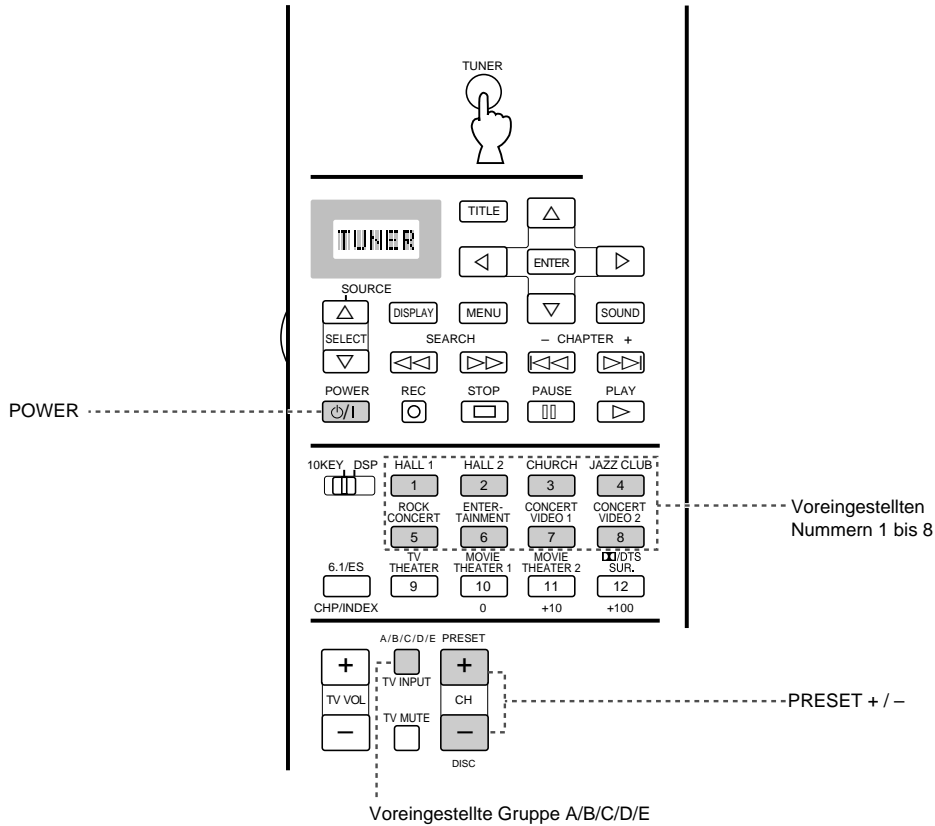 TUNER
TITLE
TUNER
ENTER
SOURCE
DISPLAY MENU SOUND
SELECT SEARCH – CHAPTER +
POWER REC STOP PAUSE PLAY
POWER
10KEY DSP HALL 1 HALL 2 CHURCH JAZZ CLUB
1 2 3 4
ROCK CONCERT ENTER-TAINMENT CONCERT VIDEO 1 CONCERT VIDEO 2
5 6 7 8
Voreingestellten
Nummern 1 bis 8
6.1/ES TV THEATER MOVIE THEATER 1 MOVIE THEATER 2 /DTS SUR.
9 10 11 12
CHP/INDEX 0 +10 +100
A/B/C/D/E PRESET
+ +
TV INPUT
TV VOL CH
PRESET + / –
TV MUTE
– –
DISC
Voreingestellte Gruppe A/B/C/D/E